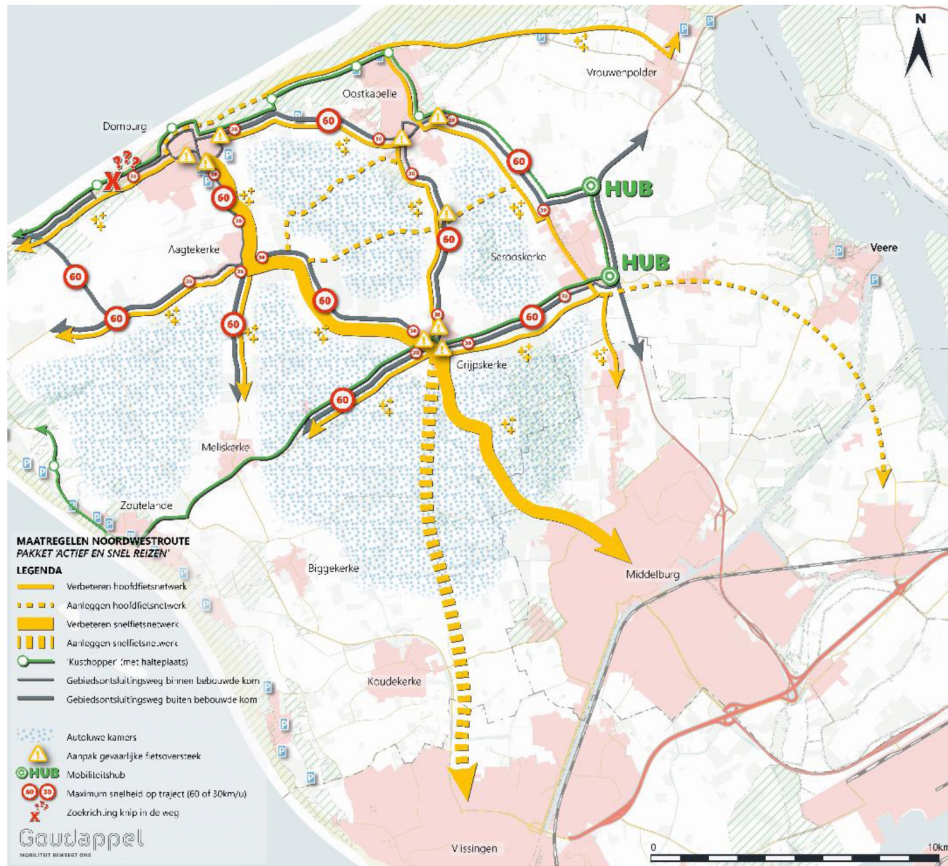 N
Vrouwenpolder
Oostkapelle
Domburg
60
30
???
X
HUB
Aagtekerke
Serooskerke
Veere
HUB
60
60
60
60
60
60
60
Grijpskerke
60
Meliskerke
Zoutelande
MAATREGELEN NOORDWESTROUTE
PAKKET 'ACTIEF EN SNEL REIZEN'
LEGENDA
Verbeteren hoofdfietsnetwerk
Aanleggen hoofdfietsnetwerk
Verbeteren snelfietsnetwerk
Aanleggen snelfietsnetwerk
'Kusthopper' (met halteplaats)
Gebiedsontsluitingsweg binnen bebouwde kom
Gebiedsontsluitingsweg buiten bebouwde kom
Autoluwe kamers
Aanpak gevaarlijke fietsoversteek
HUB Mobiliteitshub
60 30 Maximum snelheid op traject (60 of 30km/u)
X ??? Zoekrichting knip in de weg
Goudappel
MOBILITEIT BEWEEGT ONS
Biggekerke
Middelburg
Koudekerke
Vlissingen
0
10km